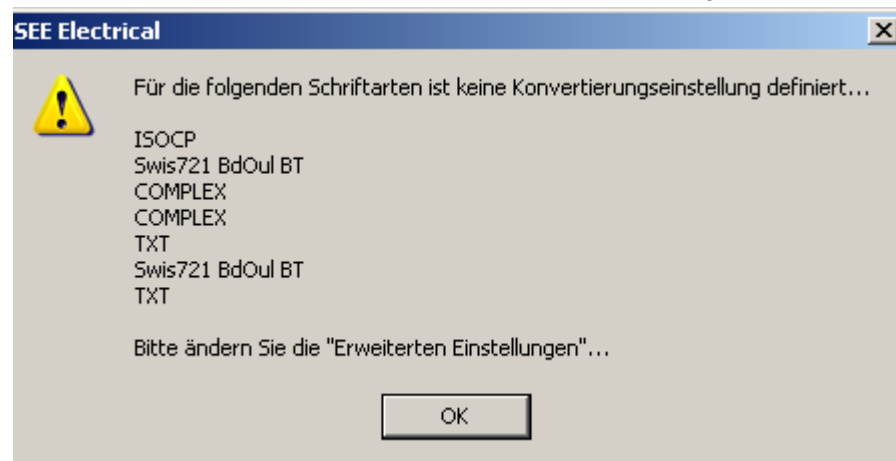 SEE Electrical
Für die folgenden Schriftarten ist keine Konvertierungseinstellung definiert...
ISOCP
Swis721 BdOul BT
COMPLEX
COMPLEX
TXT
Swis721 BdOul BT
TXT
Bitte ändern Sie die "Erweiterten Einstellungen"...
OK